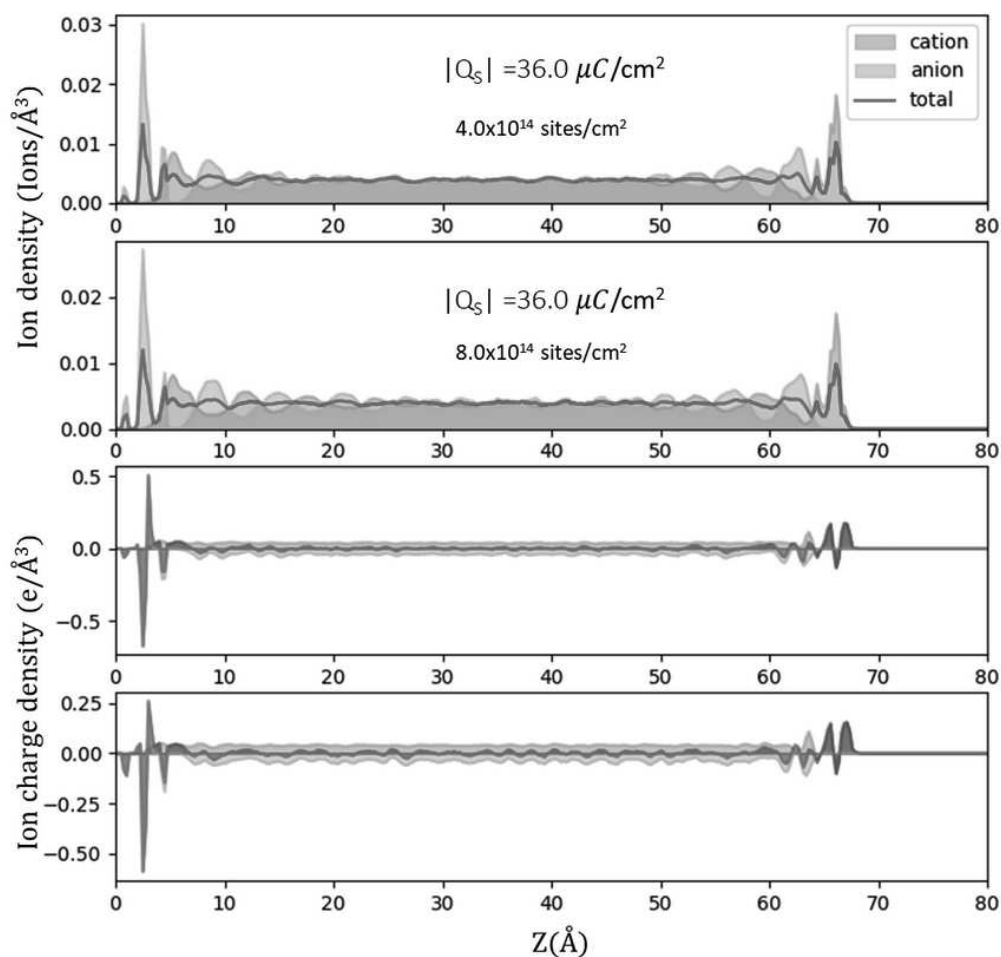 Ion density (Ions/Å³)
0.03
0.02
0.01
0.00
|Qₛ| =36.0 μC/cm²
4.0x10¹⁴ sites/cm²
cation
anion
total
0 10 20 30 40 50 60 70 80
0.02
0.01
0.00
|Qₛ| =36.0 μC/cm²
8.0x10¹⁴ sites/cm²
0 10 20 30 40 50 60 70 80
Ion charge density (e/Å³)
0.5
0.0
−0.5
0 10 20 30 40 50 60 70 80
0.25
0.00
−0.25
−0.50
0 10 20 30 40 50 60 70 80
Z(Å)